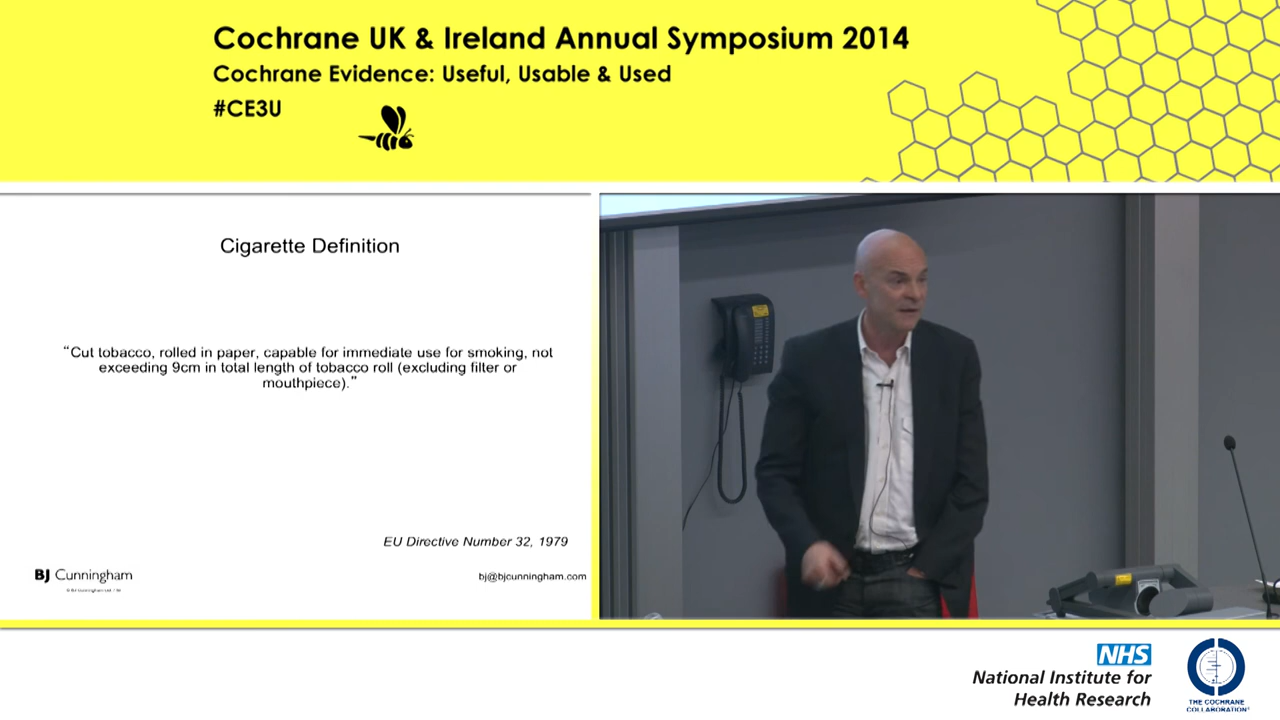 Cochrane UK & Ireland Annual Symposium 2014
Cochrane Evidence: Useful, Usable & Used
#CE3U
Cigarette Definition
“Cut tobacco, rolled in paper, capable for immediate use for smoking, not
exceeding 9cm in total length of tobacco roll (excluding filter or
mouthpiece).”
EU Directive Number 32, 1979
BJ Cunningham
bj@bjcunningham.com
NHS
National Institute for
Health Research
THE COCHRANE
COLLABORATION®